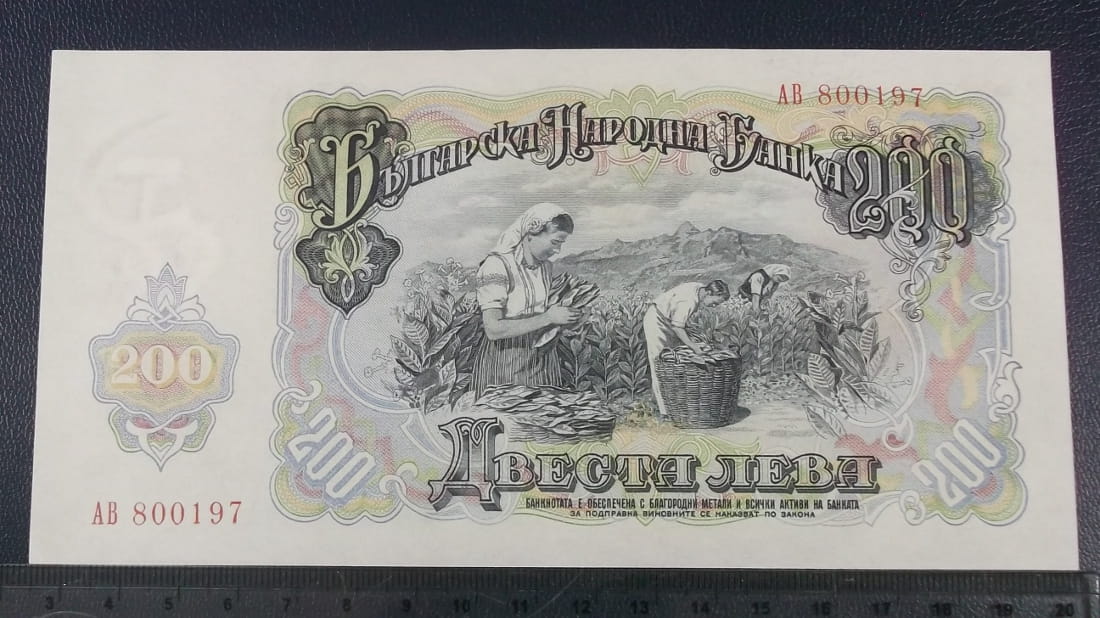 АВ 800197
Българска Народна Банка
200
200
200
200
Двеста лева
БАНКНОТАТА Е ОБЕСПЕЧЕНА С БЛАГОРОДНИ МЕТАЛИ И ВСИЧКИ АКТИВИ НА БАНКАТА
ЗА ПОДПРАВКА ВИНОВНИТЕ СЕ НАКАЗВАТ ПО ЗАКОНА
АВ 800197
3 4 5 6 7 8 9 10 11 12 13 14 15 16 17 18 19 20